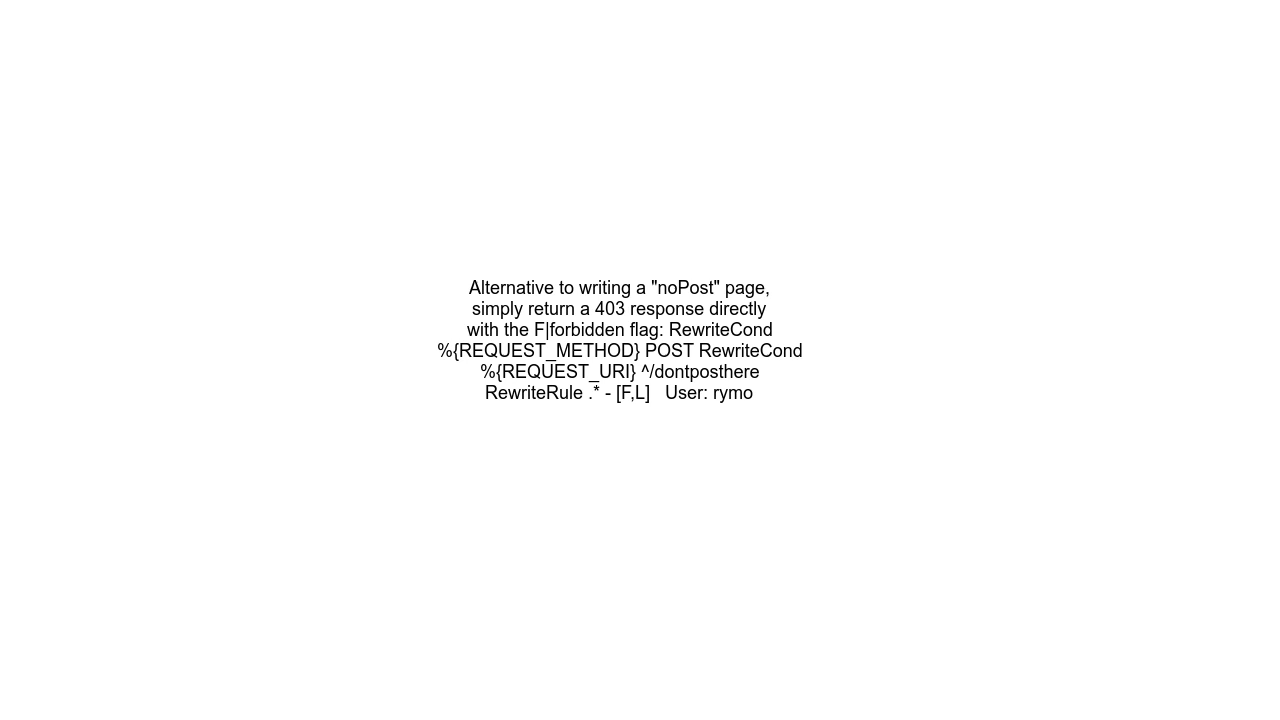 Alternative to writing a "noPost" page,
simply return a 403 response directly
with the F|forbidden flag: RewriteCond
%{REQUEST_METHOD} POST RewriteCond
%{REQUEST_URI} ^/dontposthere
RewriteRule .* - [F,L]   User: rymo